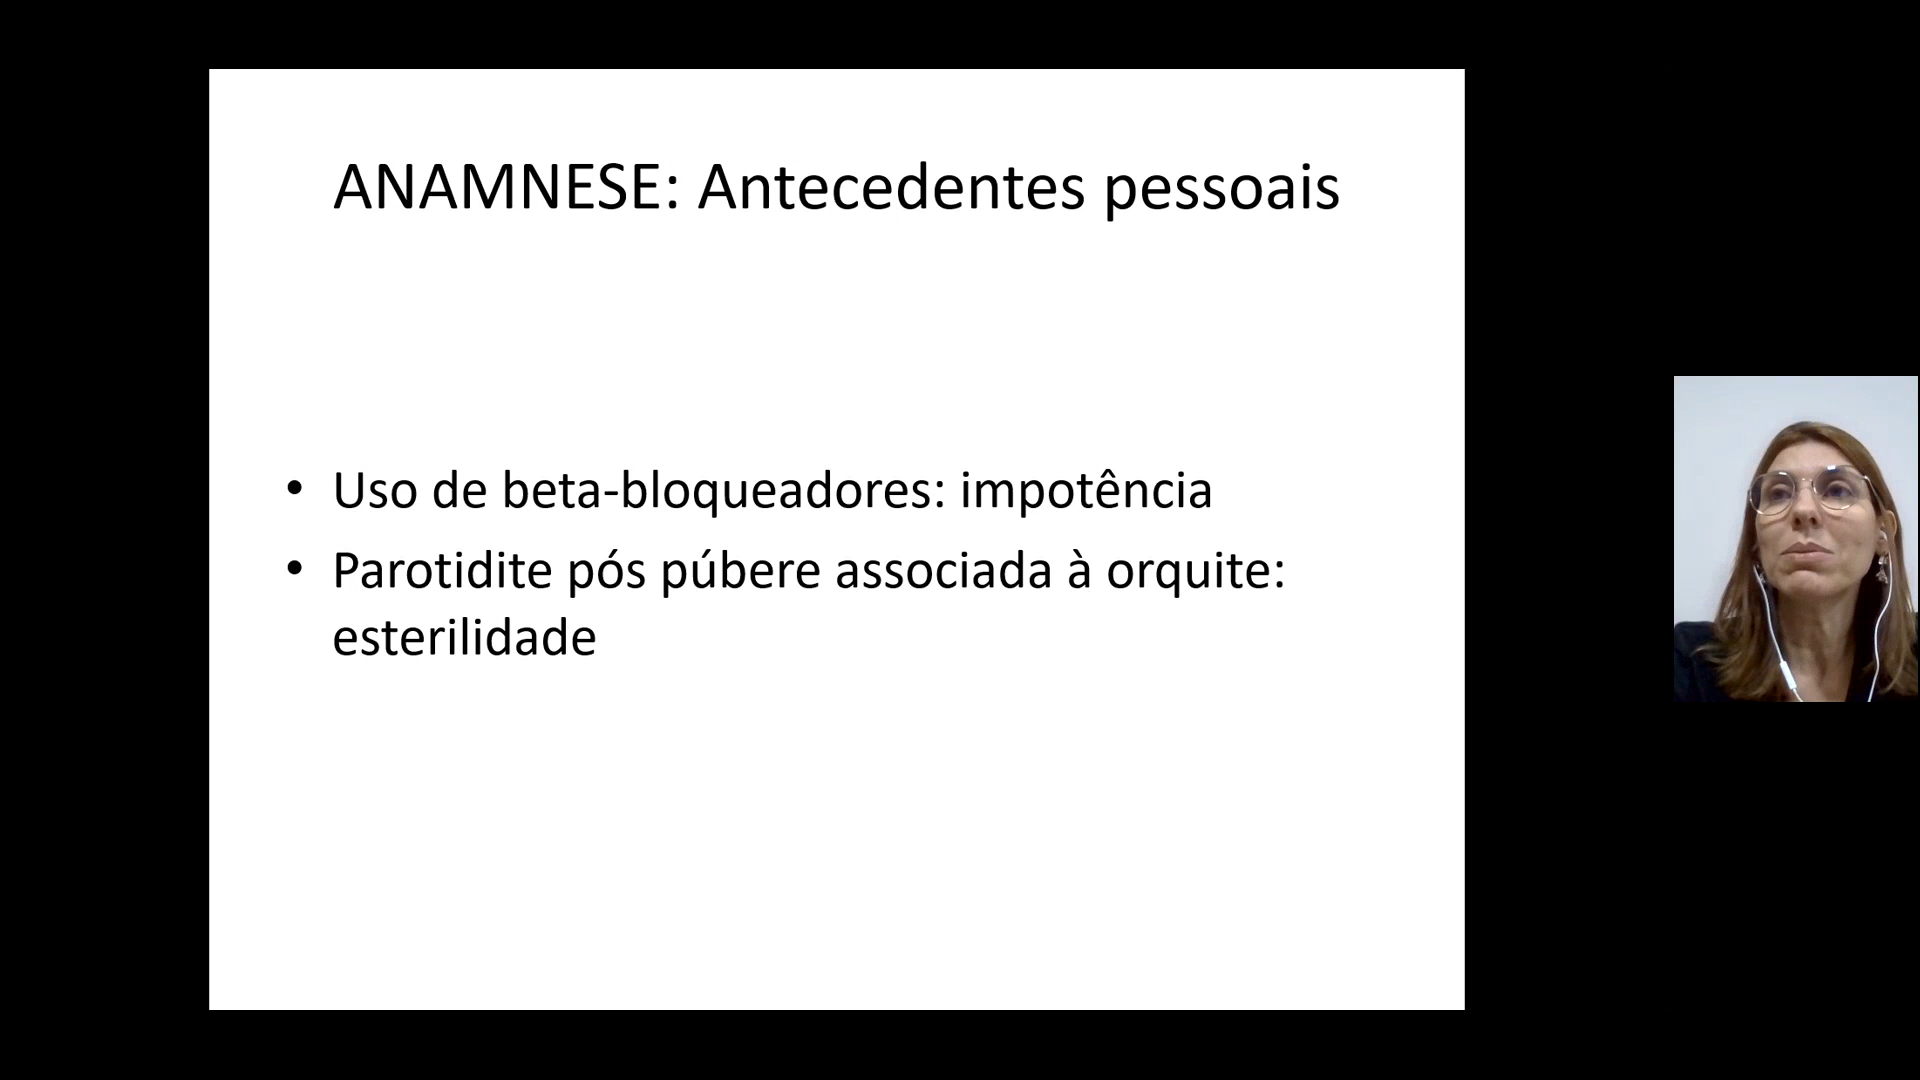 ANAMNESE: Antecedentes pessoais
• Uso de beta-bloqueadores: impotência
• Parotidite pós púbere associada à orquite:
esterilidade